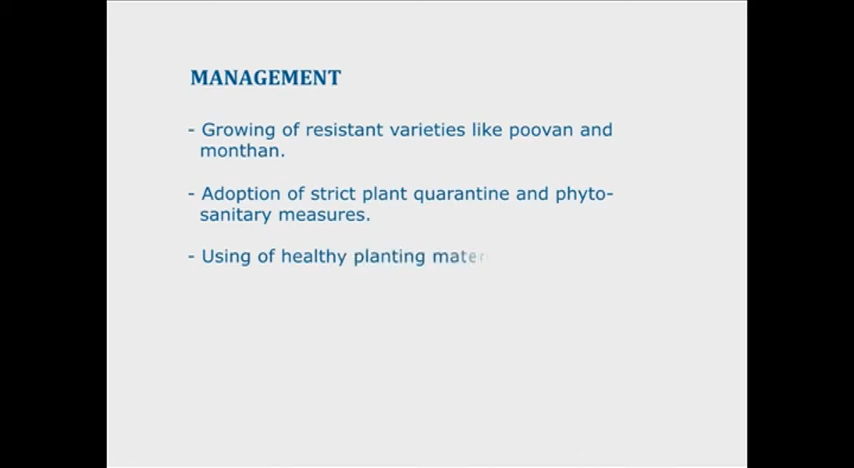 MANAGEMENT
- Growing of resistant varieties like poovan and
monthan.
- Adoption of strict plant quarantine and phyto-
sanitary measures.
- Using of healthy planting mater